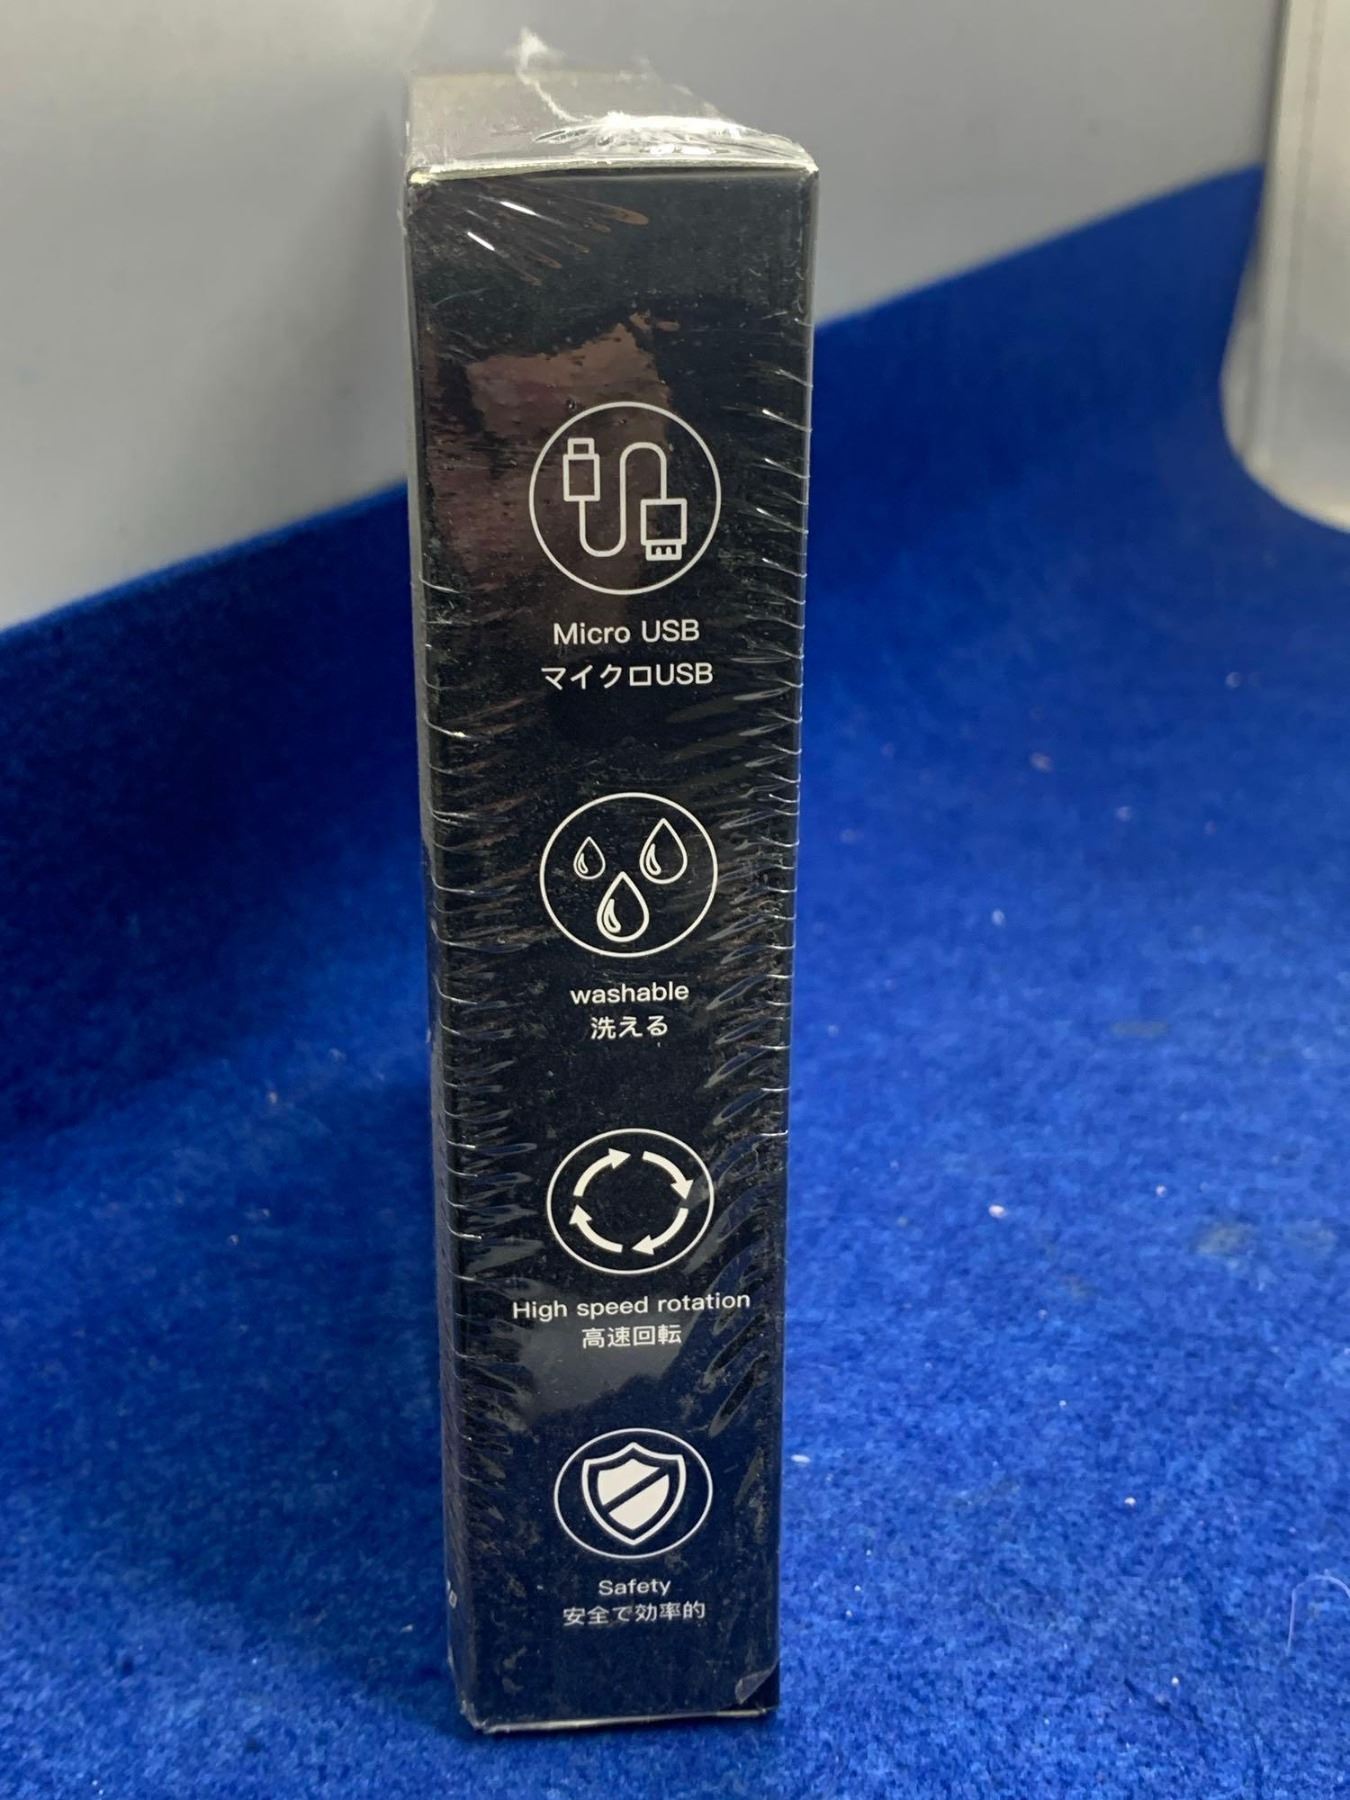 Micro USB
マイクロUSB
washable
洗える
High speed rotation
高速回転
Safety
安全で効率的